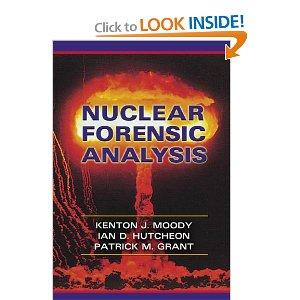 Click to
LOOK INSIDE!
NUCLEAR
FORENSIC
ANALYSIS
KENTON J. MOODY
IAN D. HUTCHEON
PATRICK M. GRANT